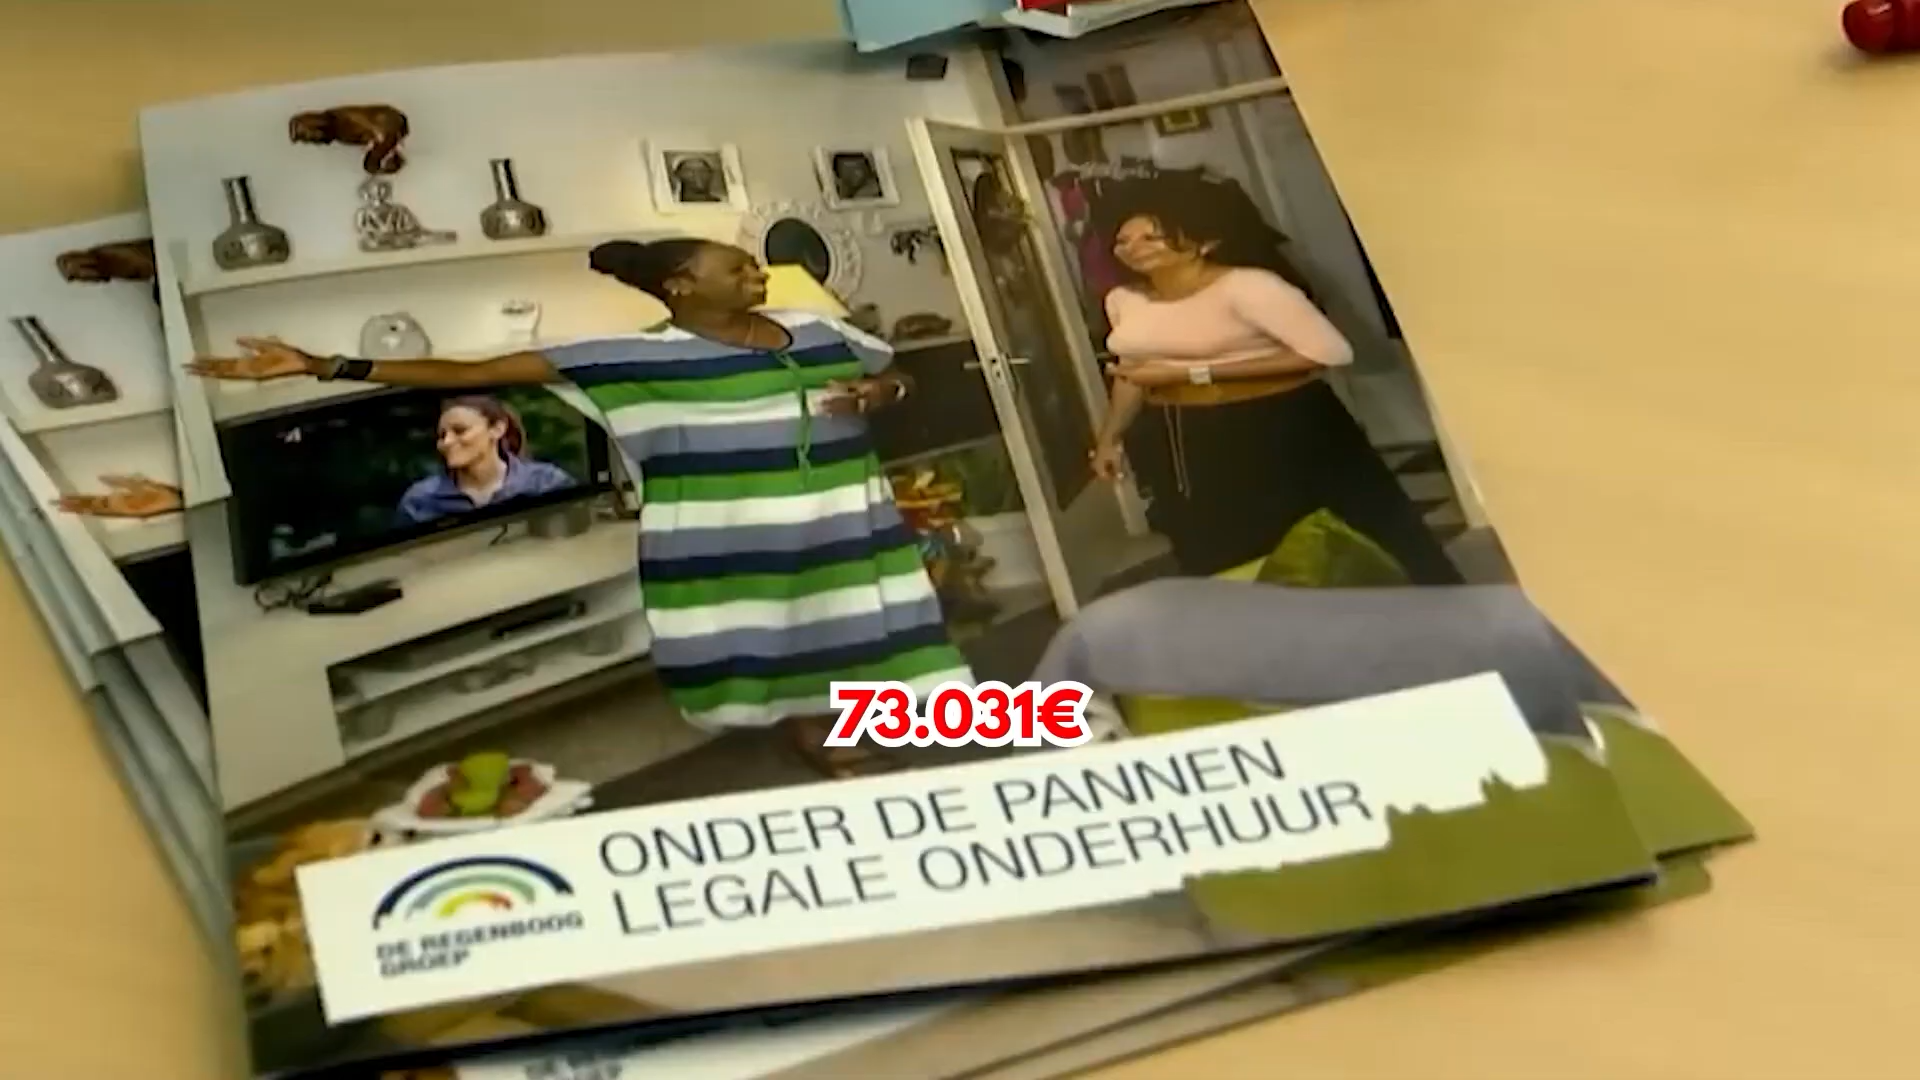 73.031€
ONDER DE PANNEN
LEGALE ONDERHUUR
DE REGENBOOG
GROEP